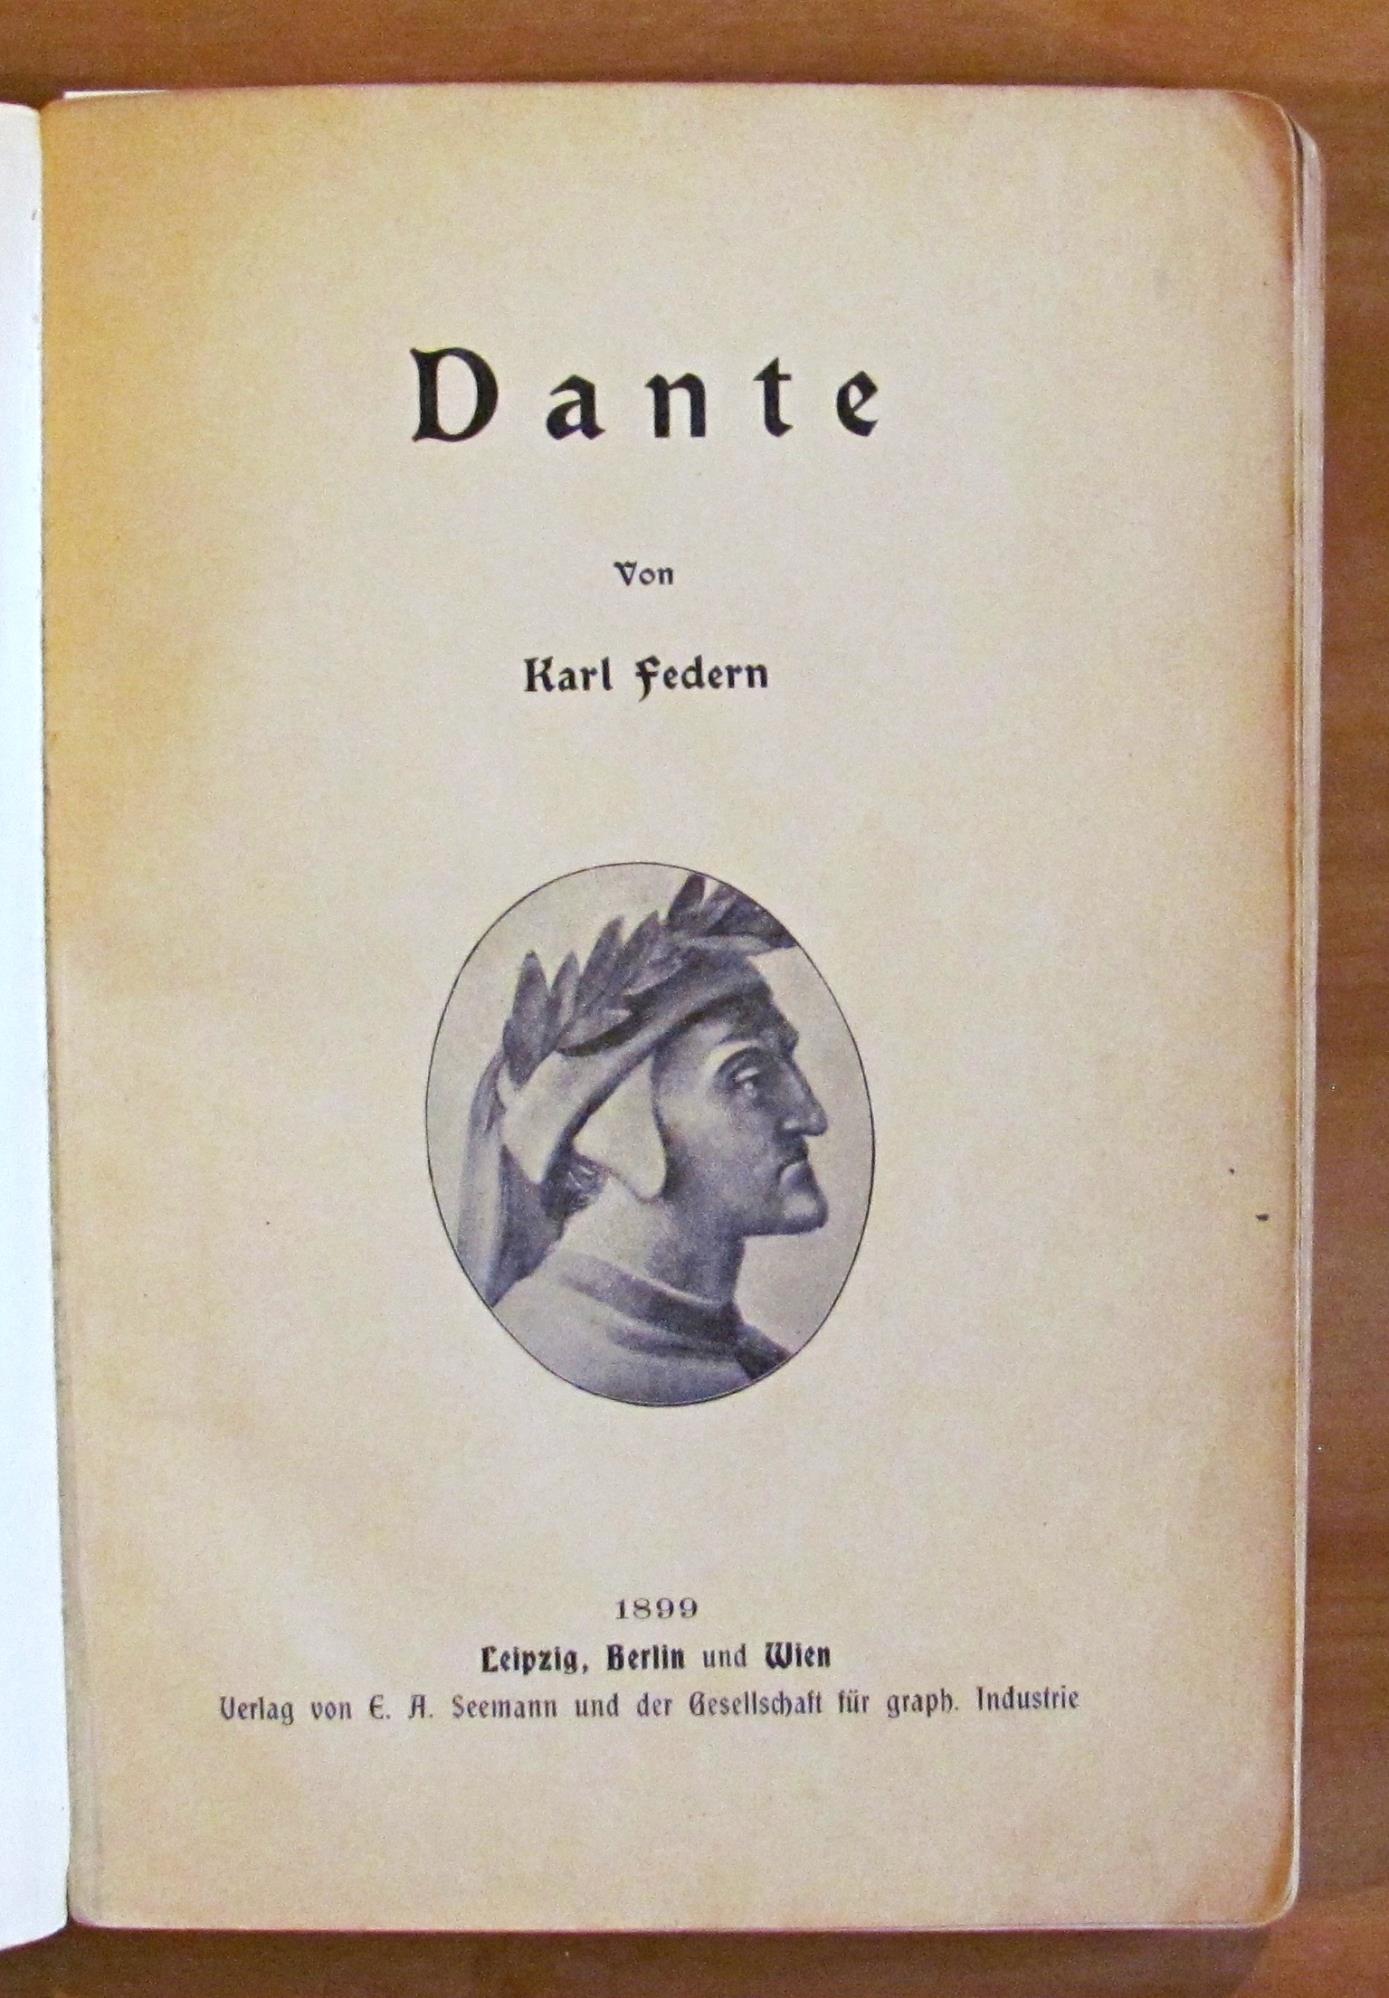 Dante
Von
Karl Federn
1899
Leipzig, Berlin und Wien
Verlag von E. A. Seemann und der Gesellschaft für graph. Industrie